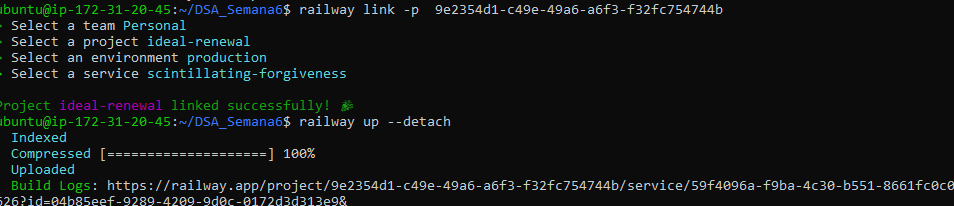 ubuntu@ip-172-31-20-45:~/DSA_Semana6$ railway link -p  9e2354d1-c49e-49a6-a6f3-f32fc754744b
> Select a team Personal
> Select a project ideal-renewal
> Select an environment production
> Select a service scintillating-forgiveness
Project ideal-renewal linked successfully! 🎉
ubuntu@ip-172-31-20-45:~/DSA_Semana6$ railway up --detach
Indexed
Compressed [====================] 100%
Uploaded
Build Logs: https://railway.app/project/9e2354d1-c49e-49a6-a6f3-f32fc754744b/service/59f4096a-f9ba-4c30-b551-8661fc0c0
626?id=04b85eef-9289-4209-9d0c-0172d3d313e9&